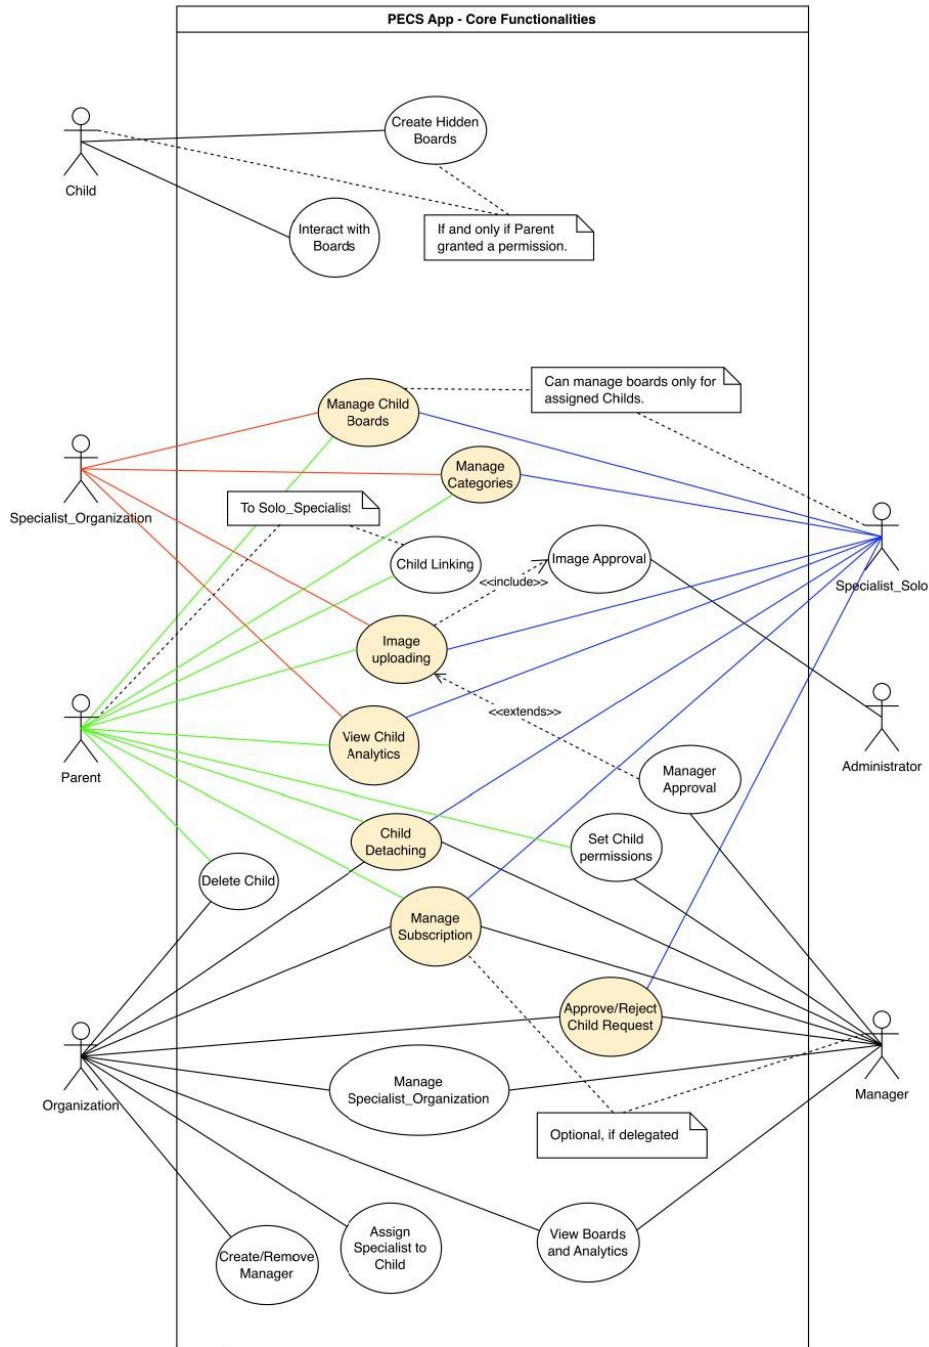 PECS App - Core Functionalities
Create Hidden
Boards
Child
Interact with
Boards
If and only if Parent
granted a permission.
Can manage boards only for
assigned Childs.
Manage Child
Boards
Specialist_Organization
Manage
Categories
To Solo_Specialist
Child Linking
<<include>>
Image Approval
Specialist_Solo
Image
uploading
<<extends>>
Parent
View Child
Analytics
Administrator
Manager
Approval
Child
Detaching
Set Child
permissions
Delete Child
Manage
Subscription
Approve/Reject
Child Request
Organization
Manage
Specialist_Organization
Manager
Optional, if delegated
Create/Remove
Manager
Assign
Specialist to
Child
View Boards
and Analytics